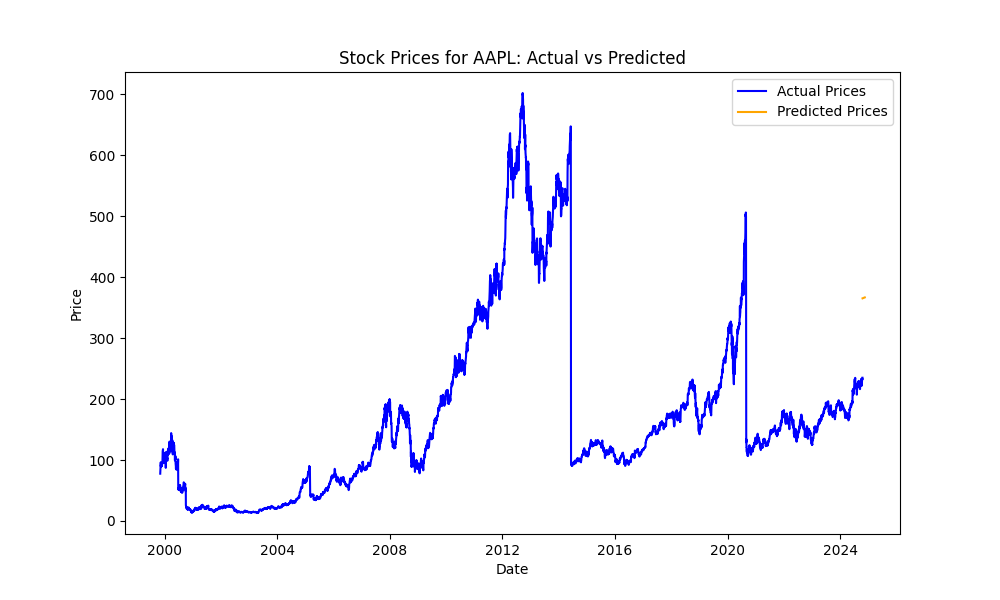 Stock Prices for AAPL: Actual vs Predicted
Actual Prices
Predicted Prices
Price
700
600
500
400
300
200
100
0
2000 2004 2008 2012 2016 2020 2024
Date